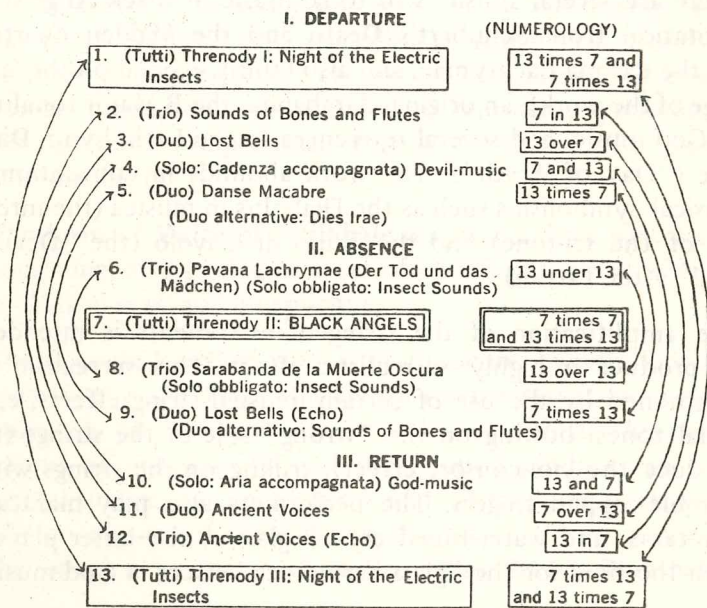 I. DEPARTURE
(NUMEROLOGY)
1. (Tutti) Threnody I: Night of the Electric
Insects
13 times 7 and
7 times 13
2. (Trio) Sounds of Bones and Flutes
7 in 13
3. (Duo) Lost Bells
13 over 7
4. (Solo: Cadenza accompagnata) Devil-music
7 and 13
5. (Duo) Danse Macabre
13 times 7
(Duo alternative: Dies Irae)
II. ABSENCE
6. (Trio) Pavana Lachrymae (Der Tod und das
Mädchen) (Solo obbligato: Insect Sounds)
13 under 13
7. (Tutti) Threnody II: BLACK ANGELS
7 times 7
and 13 times 13
8. (Trio) Sarabanda de la Muerte Oscura
(Solo obbligato: Insect Sounds)
13 over 13
9. (Duo) Lost Bells (Echo)
7 times 13
(Duo alternativo: Sounds of Bones and Flutes)
III. RETURN
10. (Solo: Aria accompagnata) God-music
13 and 7
11. (Duo) Ancient Voices
7 over 13
12. (Trio) Ancient Voices (Echo)
13 in 7
13. (Tutti) Threnody III: Night of the Electric
Insects
7 times 13
and 13 times 7